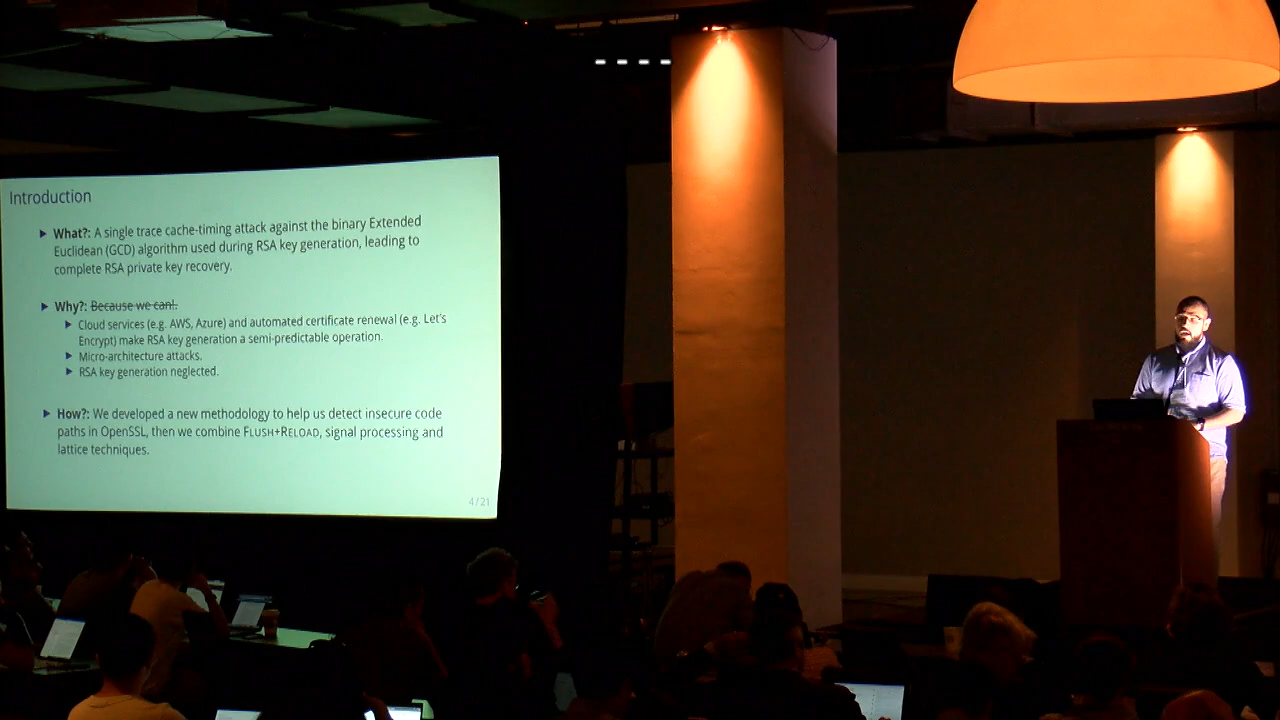 Introduction
▶ What?: A single trace cache-timing attack against the binary Extended
Euclidean (GCD) algorithm used during RSA key generation, leading to
complete RSA private key recovery.
▶ Why?: Because we can!.
▶ Cloud services (e.g. AWS, Azure) and automated certificate renewal (e.g. Let's
Encrypt) make RSA key generation a semi-predictable operation.
▶ Micro-architecture attacks.
▶ RSA key generation neglected.
▶ How?: We developed a new methodology to help us detect insecure code
paths in OpenSSL, then we combine FLUSH+RELOAD, signal processing and
lattice techniques.
4 / 21